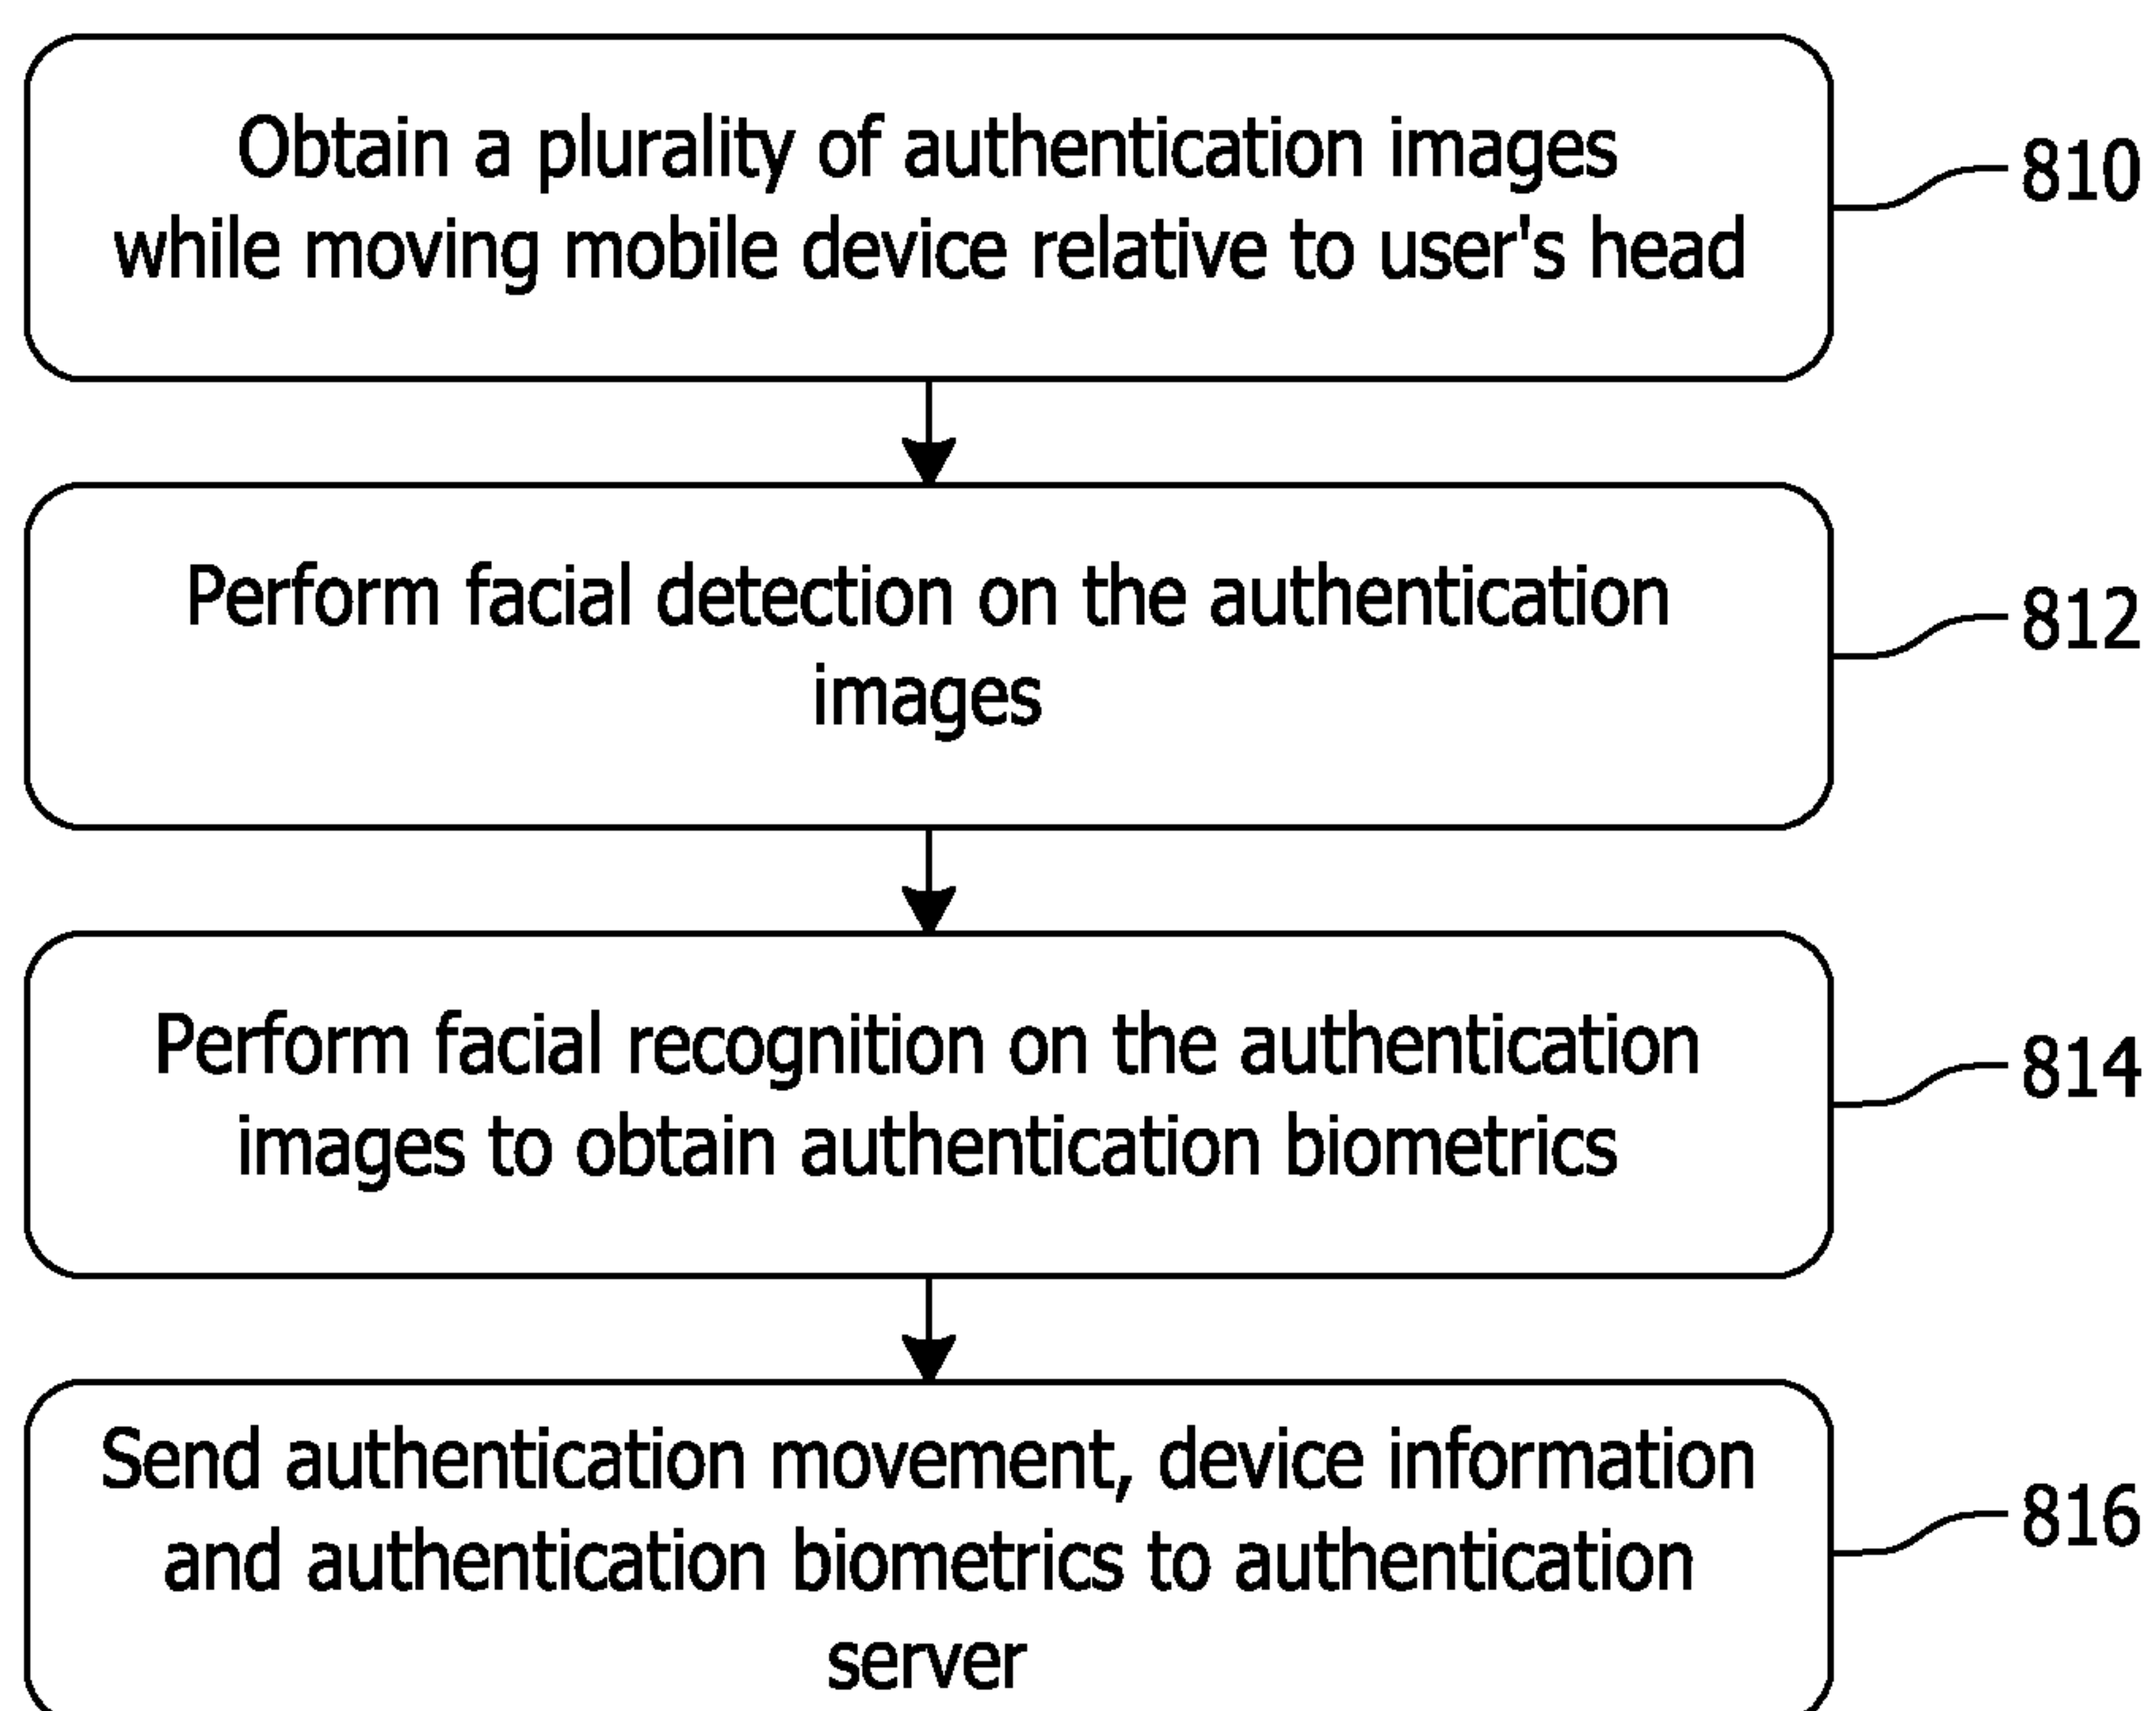 Obtain a plurality of authentication images
while moving mobile device relative to user's head
810
Perform facial detection on the authentication
images
812
Perform facial recognition on the authentication
images to obtain authentication biometrics
814
Send authentication movement, device information
and authentication biometrics to authentication
server
816